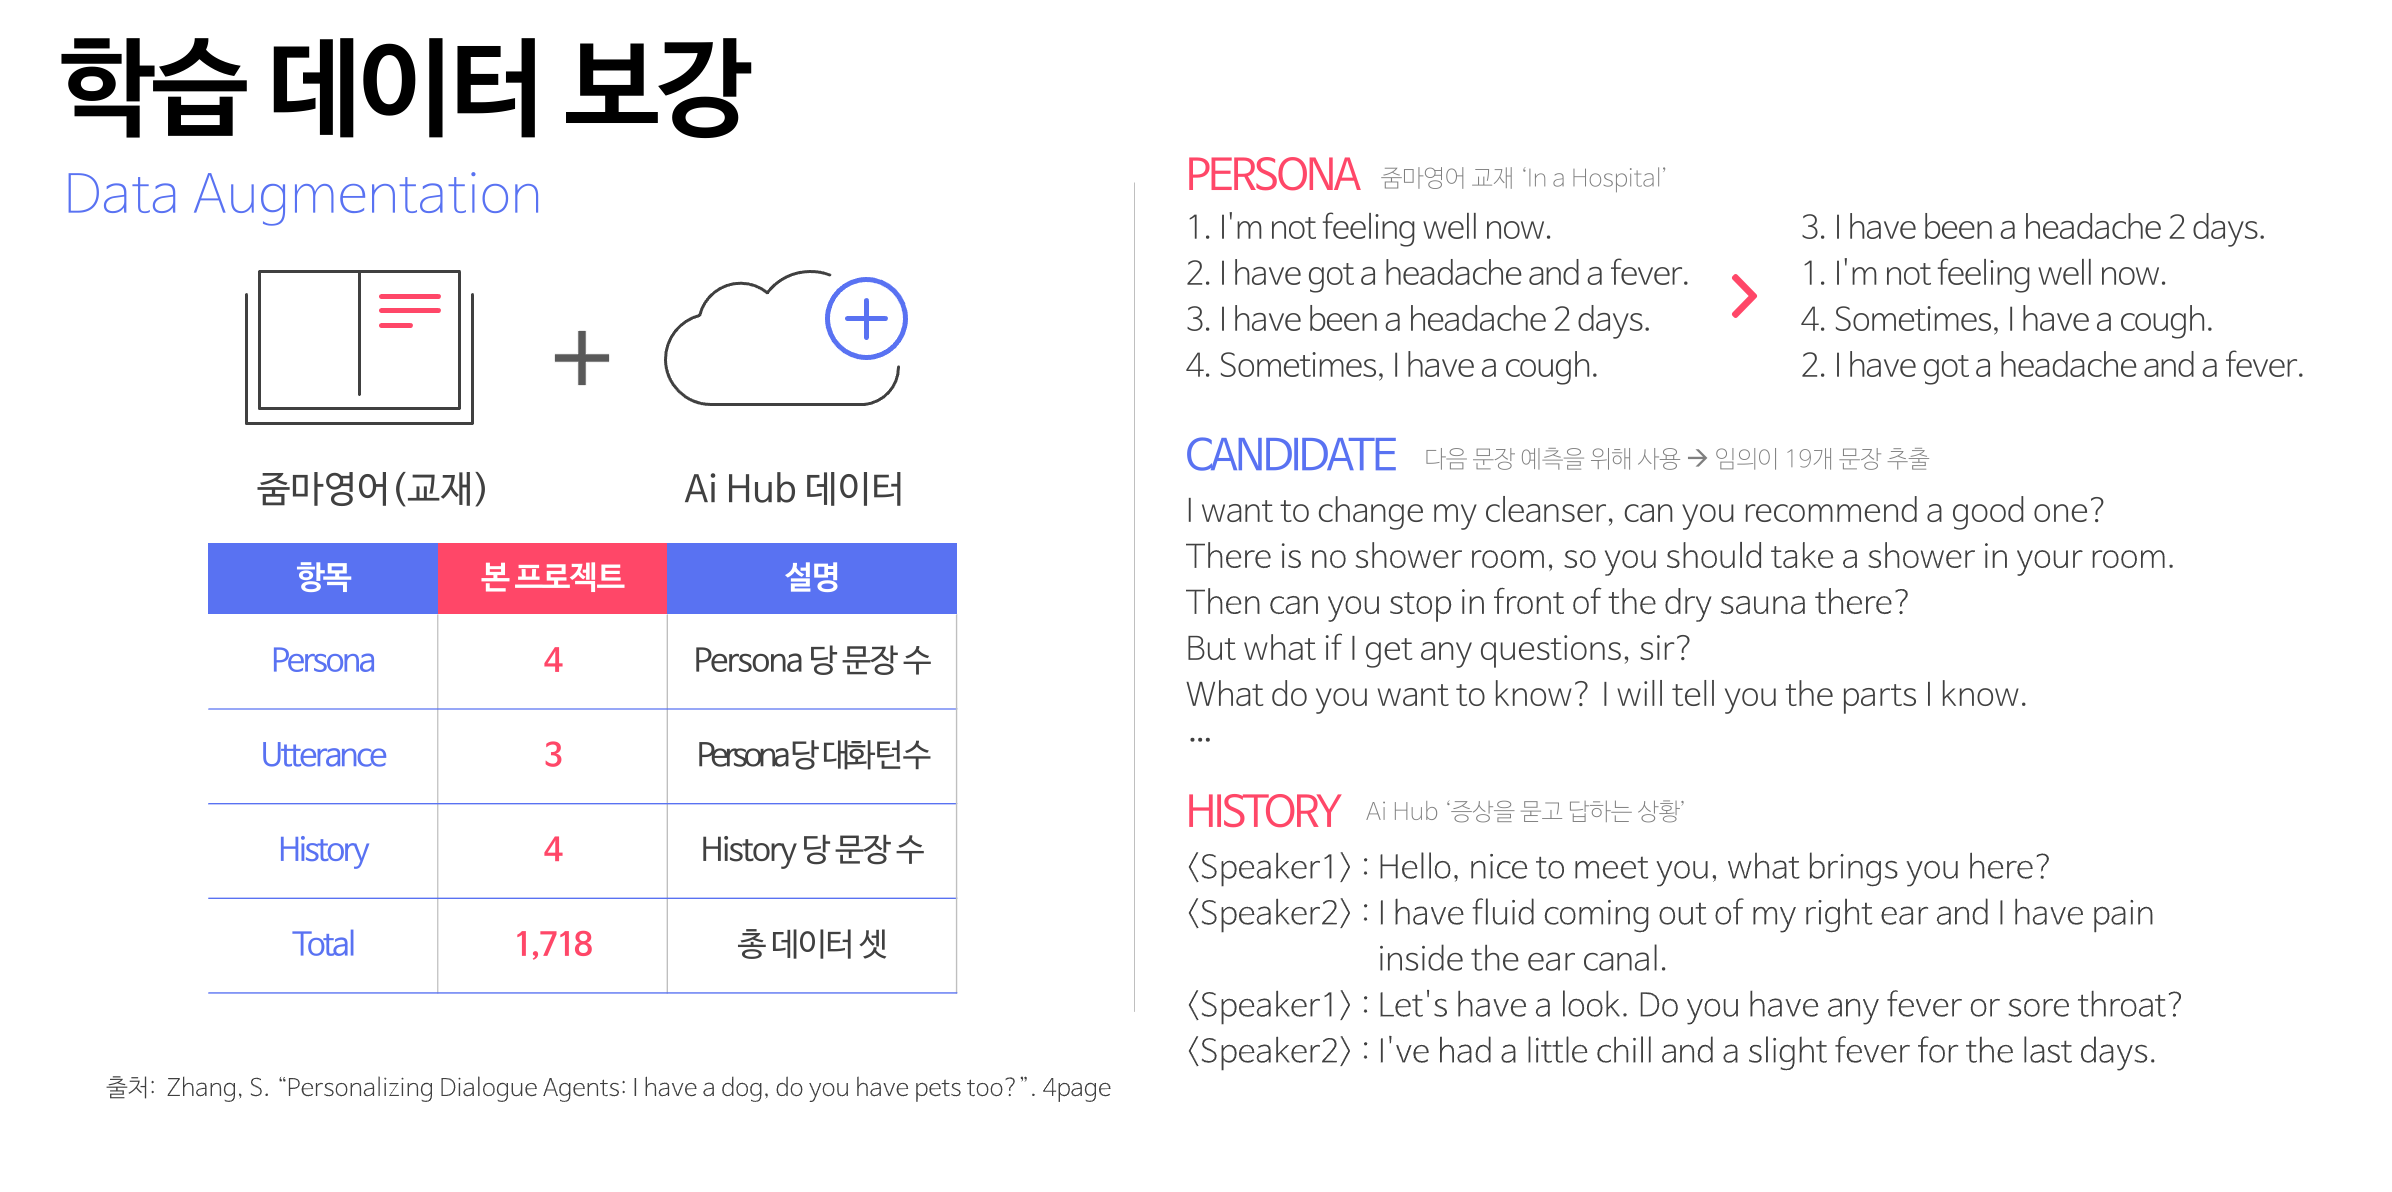 학습 데이터 보강
Data Augmentation
줌마영어(교재)
+
Ai Hub 데이터
항목 본 프로젝트 설명
Persona 4 Persona 당 문장 수
Utterance 3 Persona당 대화턴수
History 4 History 당 문장 수
Total 1,718 총 데이터 셋
출처: Zhang, S. “Personalizing Dialogue Agents: I have a dog, do you have pets too?”. 4page
PERSONA 줌마영어 교재 ‘In a Hospital’
1. I'm not feeling well now.
2. I have got a headache and a fever.
3. I have been a headache 2 days.
4. Sometimes, I have a cough.
3. I have been a headache 2 days.
1. I'm not feeling well now.
4. Sometimes, I have a cough.
2. I have got a headache and a fever.
CANDIDATE 다음 문장 예측을 위해 사용 → 임의이 19개 문장 추출
I want to change my cleanser, can you recommend a good one?
There is no shower room, so you should take a shower in your room.
Then can you stop in front of the dry sauna there?
But what if I get any questions, sir?
What do you want to know? I will tell you the parts I know.
...
HISTORY Ai Hub ‘증상을 묻고 답하는 상황’
〈Speaker1〉 : Hello, nice to meet you, what brings you here?
〈Speaker2〉 : I have fluid coming out of my right ear and I have pain
inside the ear canal.
〈Speaker1〉 : Let's have a look. Do you have any fever or sore throat?
〈Speaker2〉 : I've had a little chill and a slight fever for the last days.